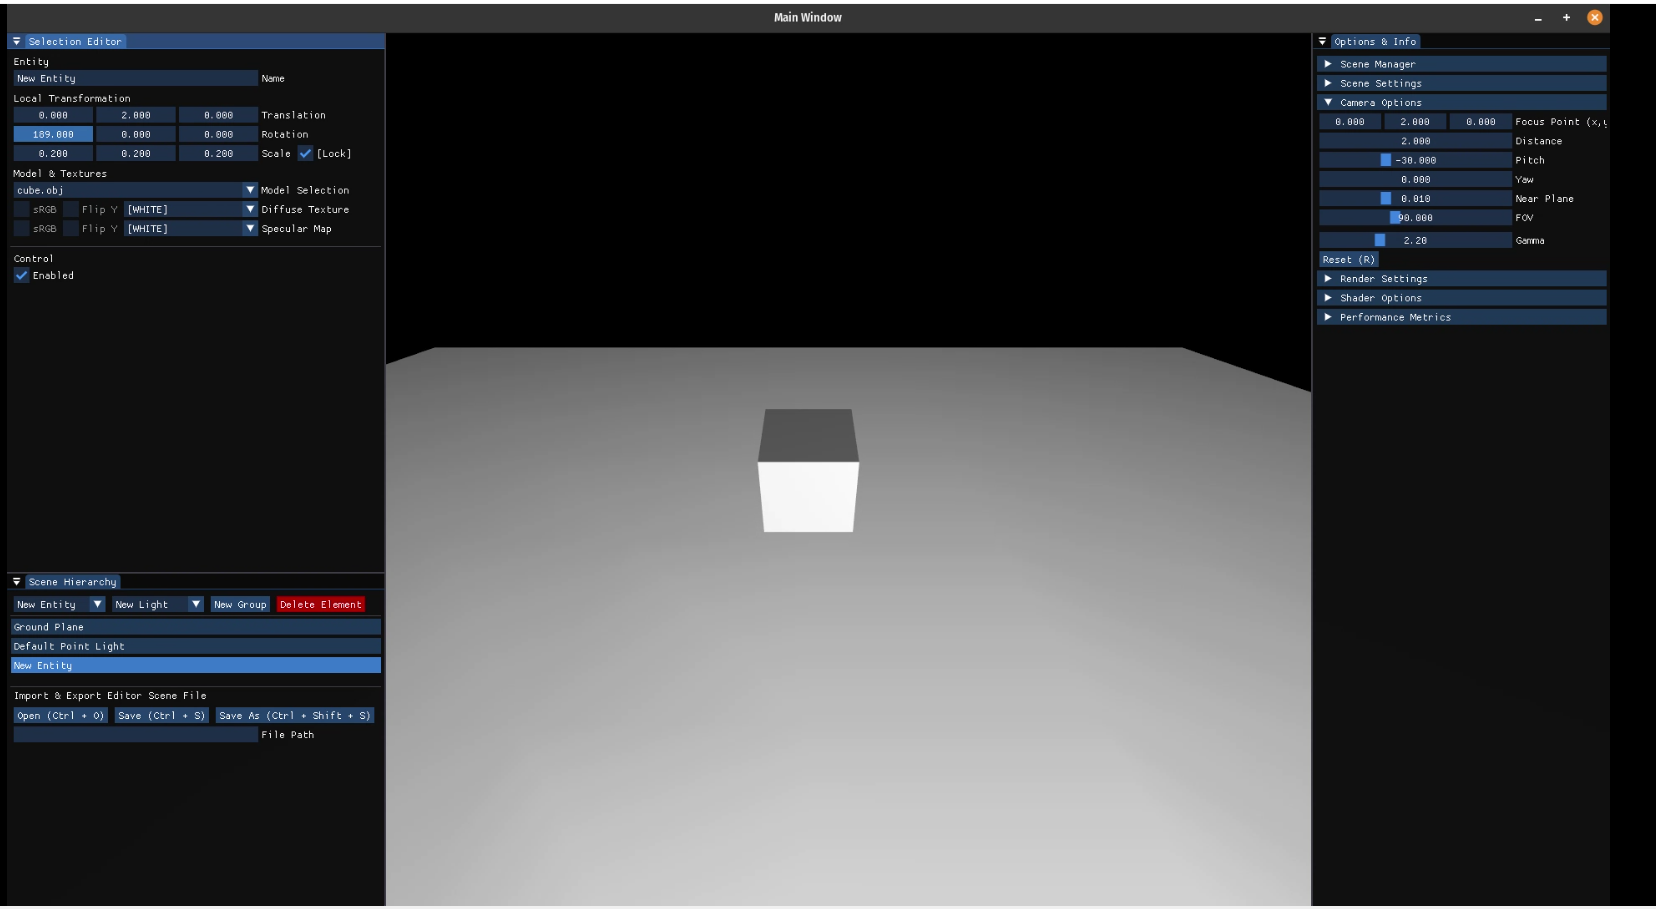 Main Window
Selection Editor
Entity
New Entity Name
Local Transformation
0.000 2.000 0.000 Translation
189.000 0.000 0.000 Rotation
0.200 0.200 0.200 Scale [Lock]
Model & Textures
cube.obj Model Selection
sRGB Flip Y [WHITE] Diffuse Texture
sRGB Flip Y [WHITE] Specular Map
Control
Enabled
Scene Hierarchy
New Entity New Light New Group Delete Element
Ground Plane
Default Point Light
New Entity
Import & Export Editor Scene File
Open (Ctrl + O) Save (Ctrl + S) Save As (Ctrl + Shift + S)
File Path
Options & Info
Scene Manager
Scene Settings
Camera Options
0.000 2.000 0.000 Focus Point (x,y
2.000 Distance
-30.000 Pitch
0.000 Yaw
0.010 Near Plane
90.000 FOV
2.20 Gamma
Reset (R)
Render Settings
Shader Options
Performance Metrics